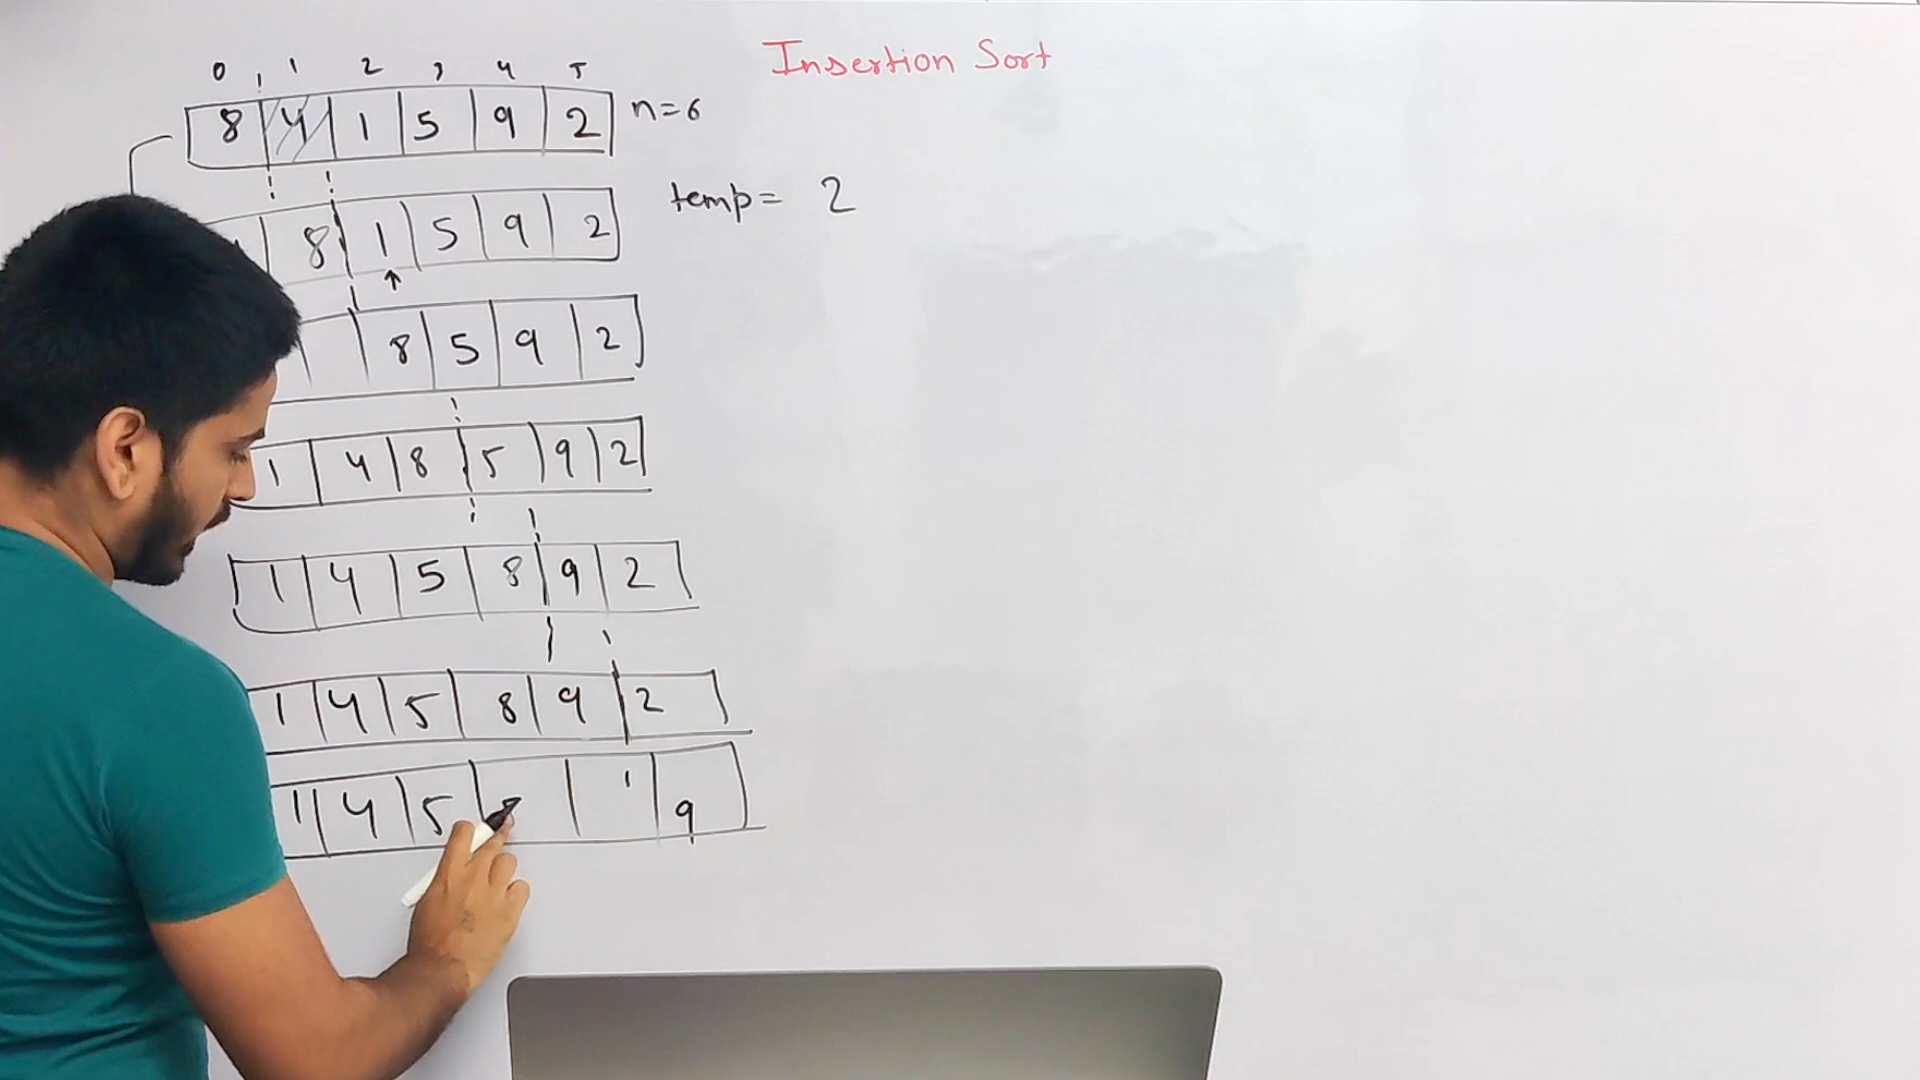 Insertion Sort
0 1 2 3 4 5
8 4 1 5 9 2 n=6
temp= 2
8 1 5 9 2
8 5 9 2
1 4 8 5 9 2
1 4 5 8 9 2
1 4 5 8 9 2
1 4 5 9